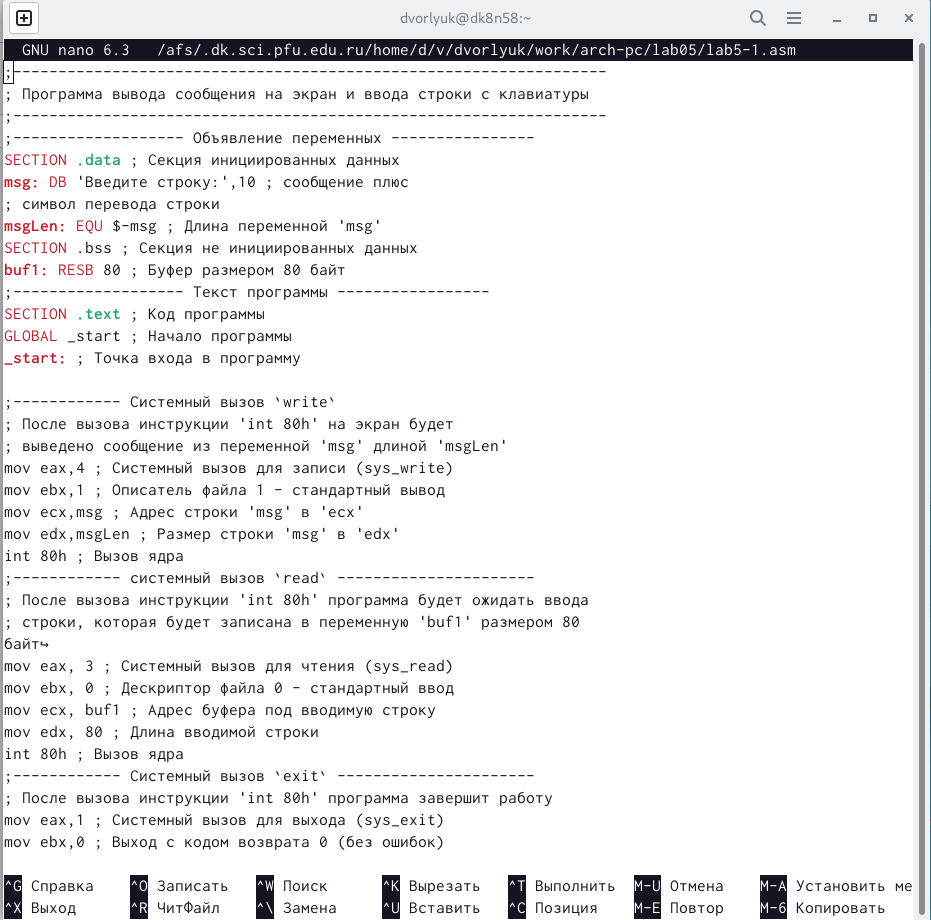 dvorlyuk@dk8n58:~
GNU nano 6.3 /afs/.dk.sci.pfu.edu.ru/home/d/v/dvorlyuk/work/arch-pc/lab05/lab5-1.asm
;------------------------------------------------------------------
; Программа вывода сообщения на экран и ввода строки с клавиатуры
;------------------------------------------------------------------
;------------------- Объявление переменных ----------------
SECTION .data ; Секция инициированных данных
msg: DB 'Введите строку:',10 ; сообщение плюс
; символ перевода строки
msgLen: EQU $-msg ; Длина переменной 'msg'
SECTION .bss ; Секция не инициированных данных
buf1: RESB 80 ; Буфер размером 80 байт
;------------------- Текст программы -----------------
SECTION .text ; Код программы
GLOBAL _start ; Начало программы
_start: ; Точка входа в программу
;------------ Системный вызов `write`
; После вызова инструкции 'int 80h' на экран будет
; выведено сообщение из переменной 'msg' длиной 'msgLen'
mov eax,4 ; Системный вызов для записи (sys_write)
mov ebx,1 ; Описатель файла 1 - стандартный вывод
mov ecx,msg ; Адрес строки 'msg' в 'ecx'
mov edx,msgLen ; Размер строки 'msg' в 'edx'
int 80h ; Вызов ядра
;------------ системный вызов `read` ----------------------
; После вызова инструкции 'int 80h' программа будет ожидать ввода
; строки, которая будет записана в переменную 'buf1' размером 80
байт↪
mov eax, 3 ; Системный вызов для чтения (sys_read)
mov ebx, 0 ; Дескриптор файла 0 - стандартный ввод
mov ecx, buf1 ; Адрес буфера под вводимую строку
mov edx, 80 ; Длина вводимой строки
int 80h ; Вызов ядра
;------------ Системный вызов `exit` ----------------------
; После вызова инструкции 'int 80h' программа завершит работу
mov eax,1 ; Системный вызов для выхода (sys_exit)
mov ebx,0 ; Выход с кодом возврата 0 (без ошибок)
^G Справка ^O Записать ^W Поиск ^K Вырезать ^T Выполнить M-U Отмена M-A Установить ме
^X Выход ^R ЧитФайл ^\ Замена ^U Вставить ^C Позиция M-E Повтор M-6 Копировать